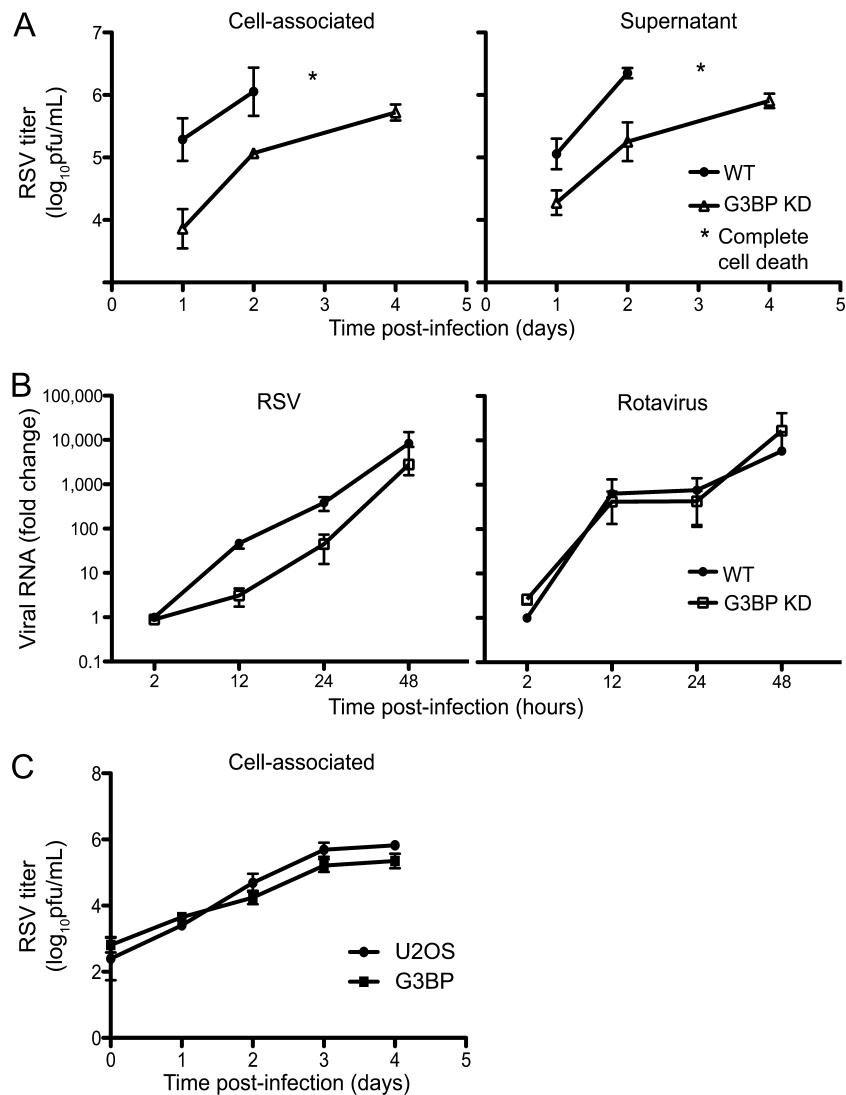 A
Cell-associated
Supernatant
RSV titer
(log10pfu/mL)
7
6
5
4
0 1 2 3 4 5
0 1 2 3 4 5
*
*
WT
G3BP KD
* Complete
cell death
Time post-infection (days)
B
RSV
Rotavirus
Viral RNA (fold change)
100,000
10,000
1,000
100
10
1
0.1
2 12 24 48
2 12 24 48
WT
G3BP KD
Time post-infection (hours)
C
Cell-associated
RSV titer
(log10pfu/mL)
8
6
4
2
0
0 1 2 3 4 5
U2OS
G3BP
Time post-infection (days)